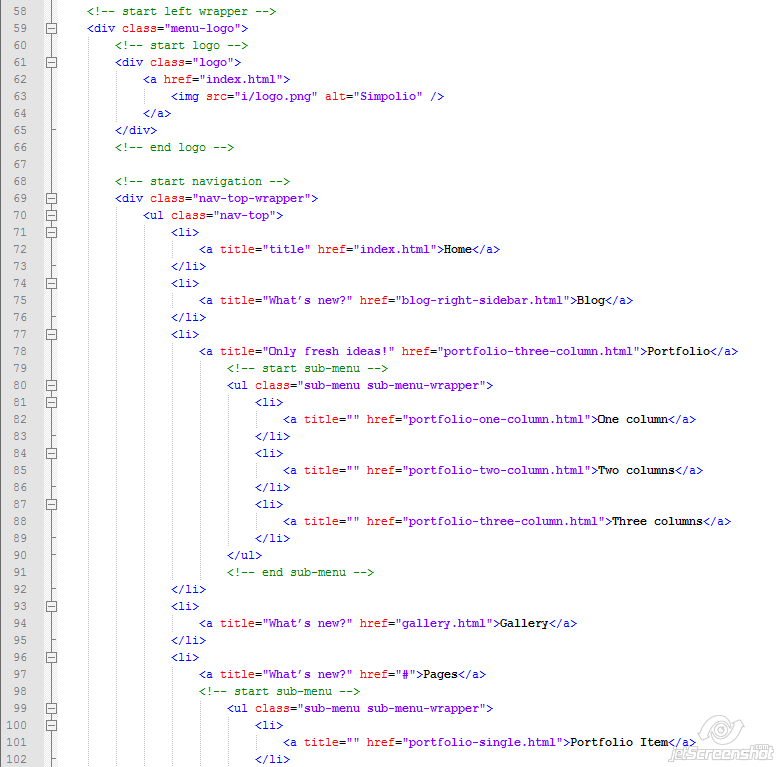 58 <!-- start left wrapper -->
59 <div class="menu-logo">
60 <!-- start logo -->
61 <div class="logo">
62 <a href="index.html">
63 <img src="i/logo.png" alt="Simpolio" />
64 </a>
65 </div>
66 <!-- end logo -->
67
68 <!-- start navigation -->
69 <div class="nav-top-wrapper">
70 <ul class="nav-top">
71 <li>
72 <a title="title" href="index.html">Home</a>
73 </li>
74 <li>
75 <a title="What’s new?" href="blog-right-sidebar.html">Blog</a>
76 </li>
77 <li>
78 <a title="Only fresh ideas!" href="portfolio-three-column.html">Portfolio</a>
79 <!-- start sub-menu -->
80 <ul class="sub-menu sub-menu-wrapper">
81 <li>
82 <a title="" href="portfolio-one-column.html">One column</a>
83 </li>
84 <li>
85 <a title="" href="portfolio-two-column.html">Two columns</a>
86 </li>
87 <li>
88 <a title="" href="portfolio-three-column.html">Three columns</a>
89 </li>
90 </ul>
91 <!-- end sub-menu -->
92 </li>
93 <li>
94 <a title="What’s new?" href="gallery.html">Gallery</a>
95 </li>
96 <li>
97 <a title="What’s new?" href="#">Pages</a>
98 <!-- start sub-menu -->
99 <ul class="sub-menu sub-menu-wrapper">
100 <li>
101 <a title="" href="portfolio-single.html">Portfolio Item</a>
102 </li>
jetscreenshot
.com